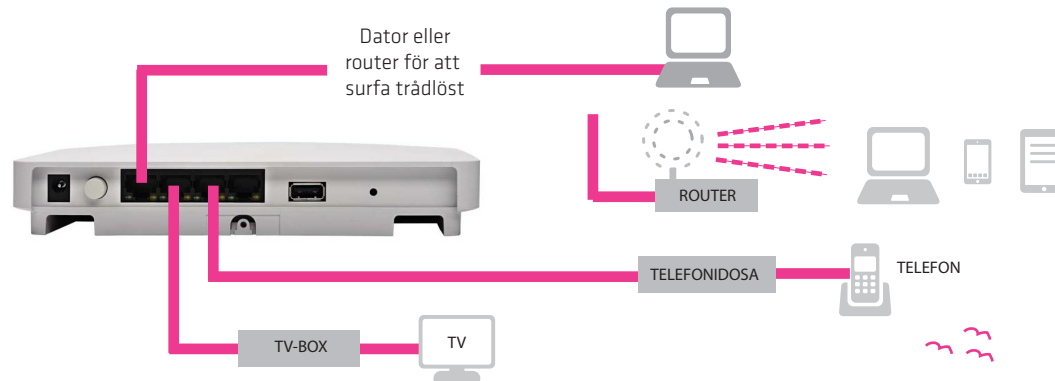 Dator eller
router för att
surfa trådlöst
ROUTER
TELEFONIDOSA
TELEFON
TV-BOX
TV